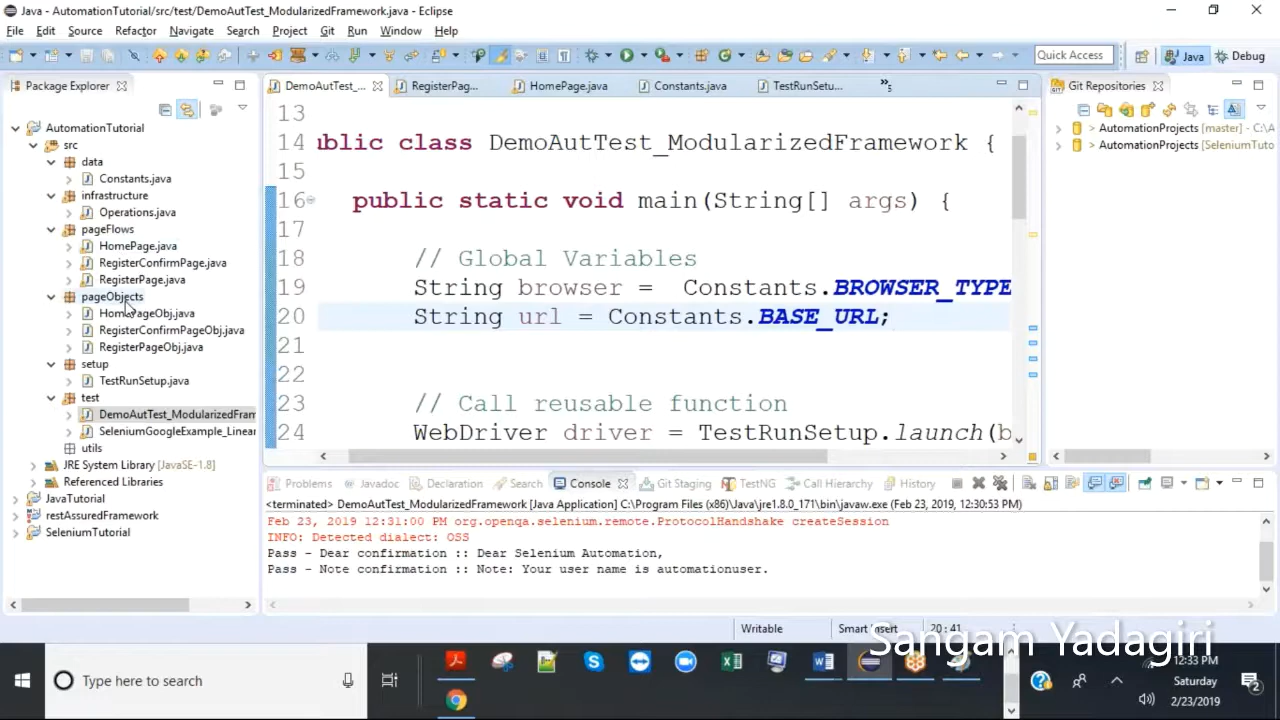 Java - AutomationTutorial/src/test/DemoAutTest_ModularizedFramework.java - Eclipse
File Edit Source Refactor Navigate Search Project Git Run Window Help
Quick Access
Java
Debug
Package Explorer
AutomationTutorial
src
data
Constants.java
infrastructure
Operations.java
pageFlows
HomePage.java
RegisterConfirmPage.java
RegisterPage.java
pageObjects
HomePageObj.java
RegisterConfirmPageObj.java
RegisterPageObj.java
setup
TestRunSetup.java
test
DemoAutTest_ModularizedFram
SeleniumGoogleExample_Linear
utils
JRE System Library [JavaSE-1.8]
Referenced Libraries
JavaTutorial
restAssuredFramework
SeleniumTutorial
DemoAutTest_... RegisterPag... HomePage.java Constants.java TestRunSetu... »5
13
14 ublic class DemoAutTest_ModularizedFramework {
15
16 public static void main(String[] args) {
17
18 // Global Variables
19 String browser = Constants.BROWSER_TYPE
20 String url = Constants.BASE_URL;
21
22
23 // Call reusable function
24 WebDriver driver = TestRunSetup.launch(b
Git Repositories
> AutomationProjects [master] - C:\A
> AutomationProjects [SeleniumTuto
Problems Javadoc Declaration Search Console Git Staging TestNG Call Hierarchy History
<terminated> DemoAutTest_ModularizedFramework [Java Application] C:\Program Files (x86)\Java\jre1.8.0_171\bin\javaw.exe (Feb 23, 2019, 12:30:53 PM)
Feb 23, 2019 12:31:00 PM org.openqa.selenium.remote.ProtocolHandshake createSession
INFO: Detected dialect: OSS
Pass - Dear confirmation :: Dear Selenium Automation,
Pass - Note confirmation :: Note: Your user name is automationuser.
Writable Smart Insert 20 : 41
Sangam Yadagiri
Type here to search
12:33 PM
Saturday
2/23/2019
2